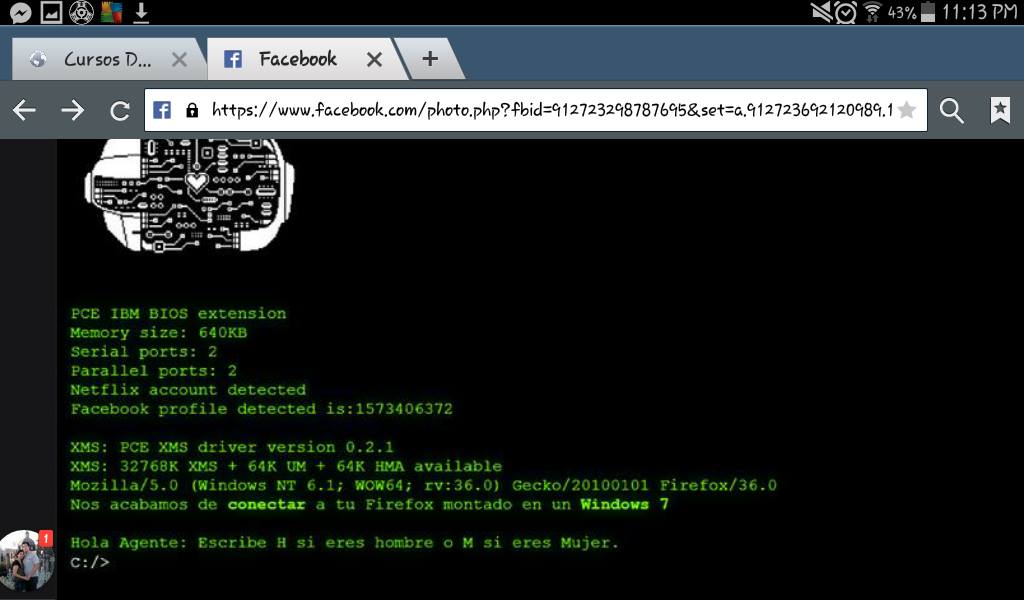 43% 11:13 PM
Cursos D... Facebook
https://www.facebook.com/photo.php?fbid=912723298787695&set=a.912723692120989.1
PCE IBM BIOS extension
Memory size: 640KB
Serial ports: 2
Parallel ports: 2
Netflix account detected
Facebook profile detected is:1573406372
XMS: PCE XMS driver version 0.2.1
XMS: 32768K XMS + 64K UM + 64K HMA available
Mozilla/5.0 (Windows NT 6.1; WOW64; rv:36.0) Gecko/20100101 Firefox/36.0
Nos acabamos de conectar a tu Firefox montado en un Windows 7
Hola Agente: Escribe H si eres hombre o M si eres Mujer.
1
C:/>